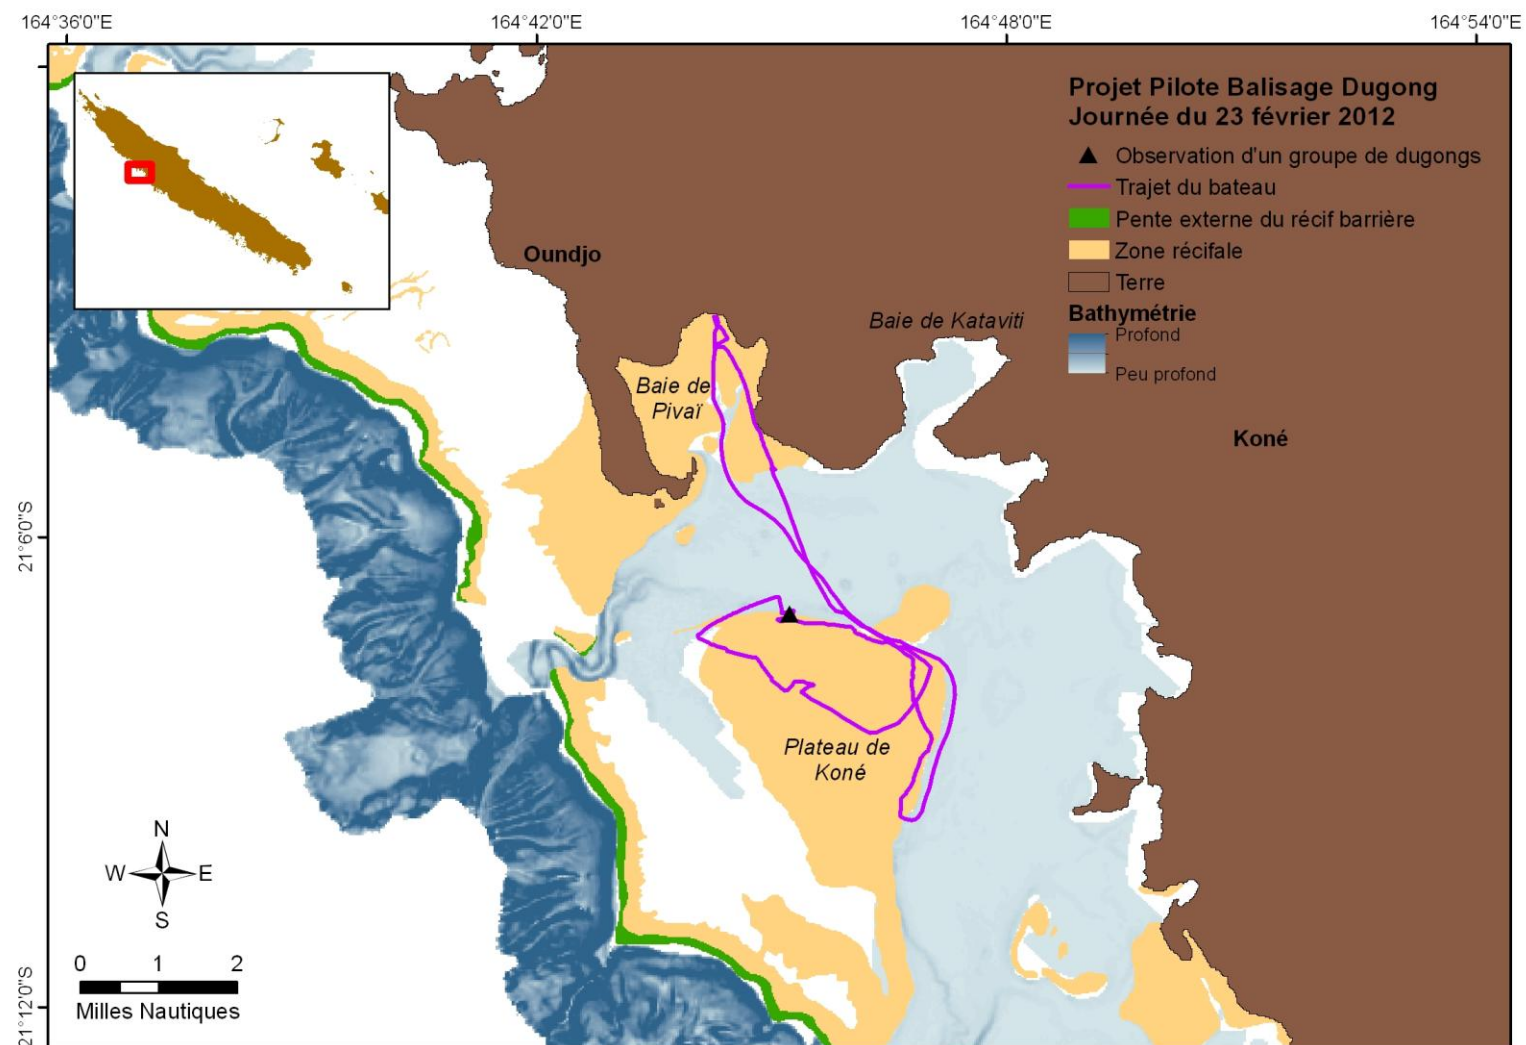 164°36'0"E
164°42'0"E
164°48'0"E
164°54'0"E
Projet Pilote Balisage Dugong
Journée du 23 février 2012
Observation d'un groupe de dugongs
Trajet du bateau
Pente externe du récif barrière
Zone récifale
Terre
Bathymétrie
Profond
Peu profond
Oundjo
Baie de Kataviti
Baie de
Pivaï
Koné
21°6'0"S
Plateau de
Koné
N
W
E
S
0 1 2
Milles Nautiques
21°12'0"S